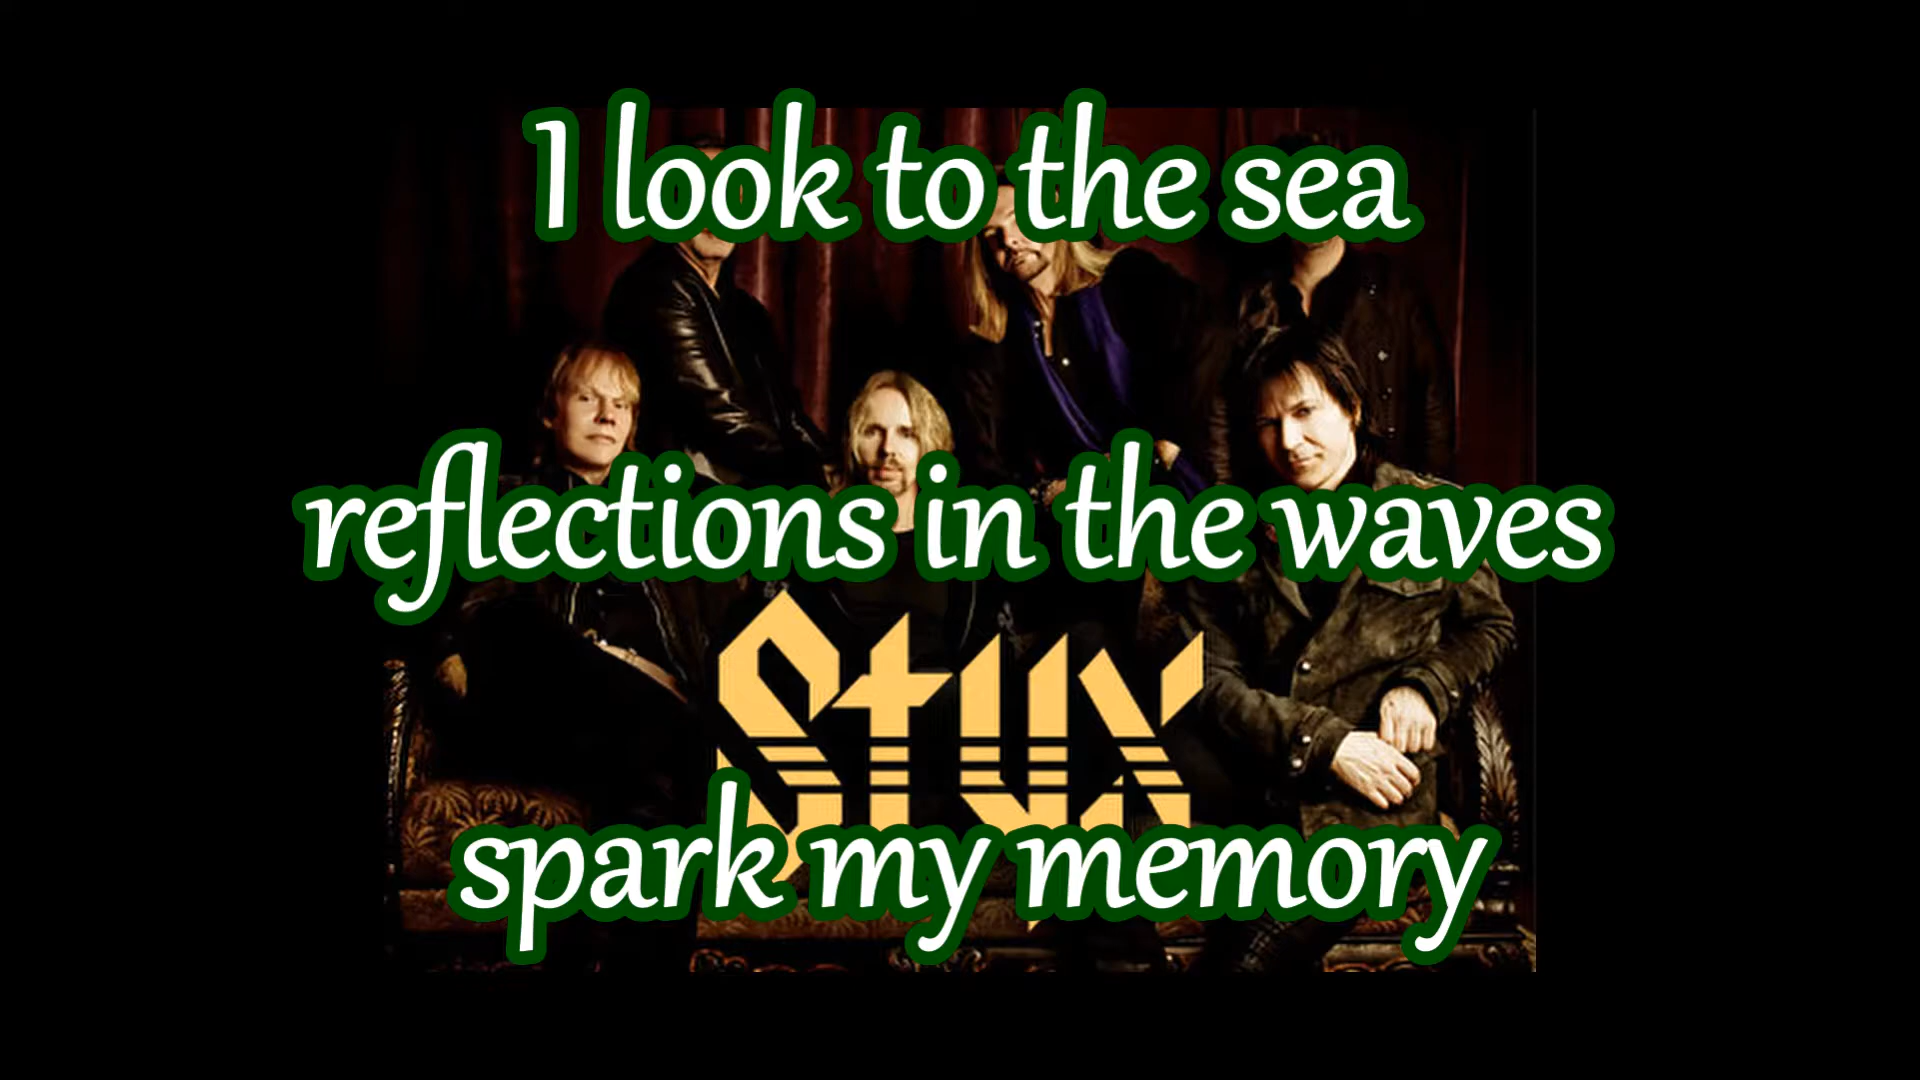 I look to the sea
reflections in the waves
Styx
spark my memory